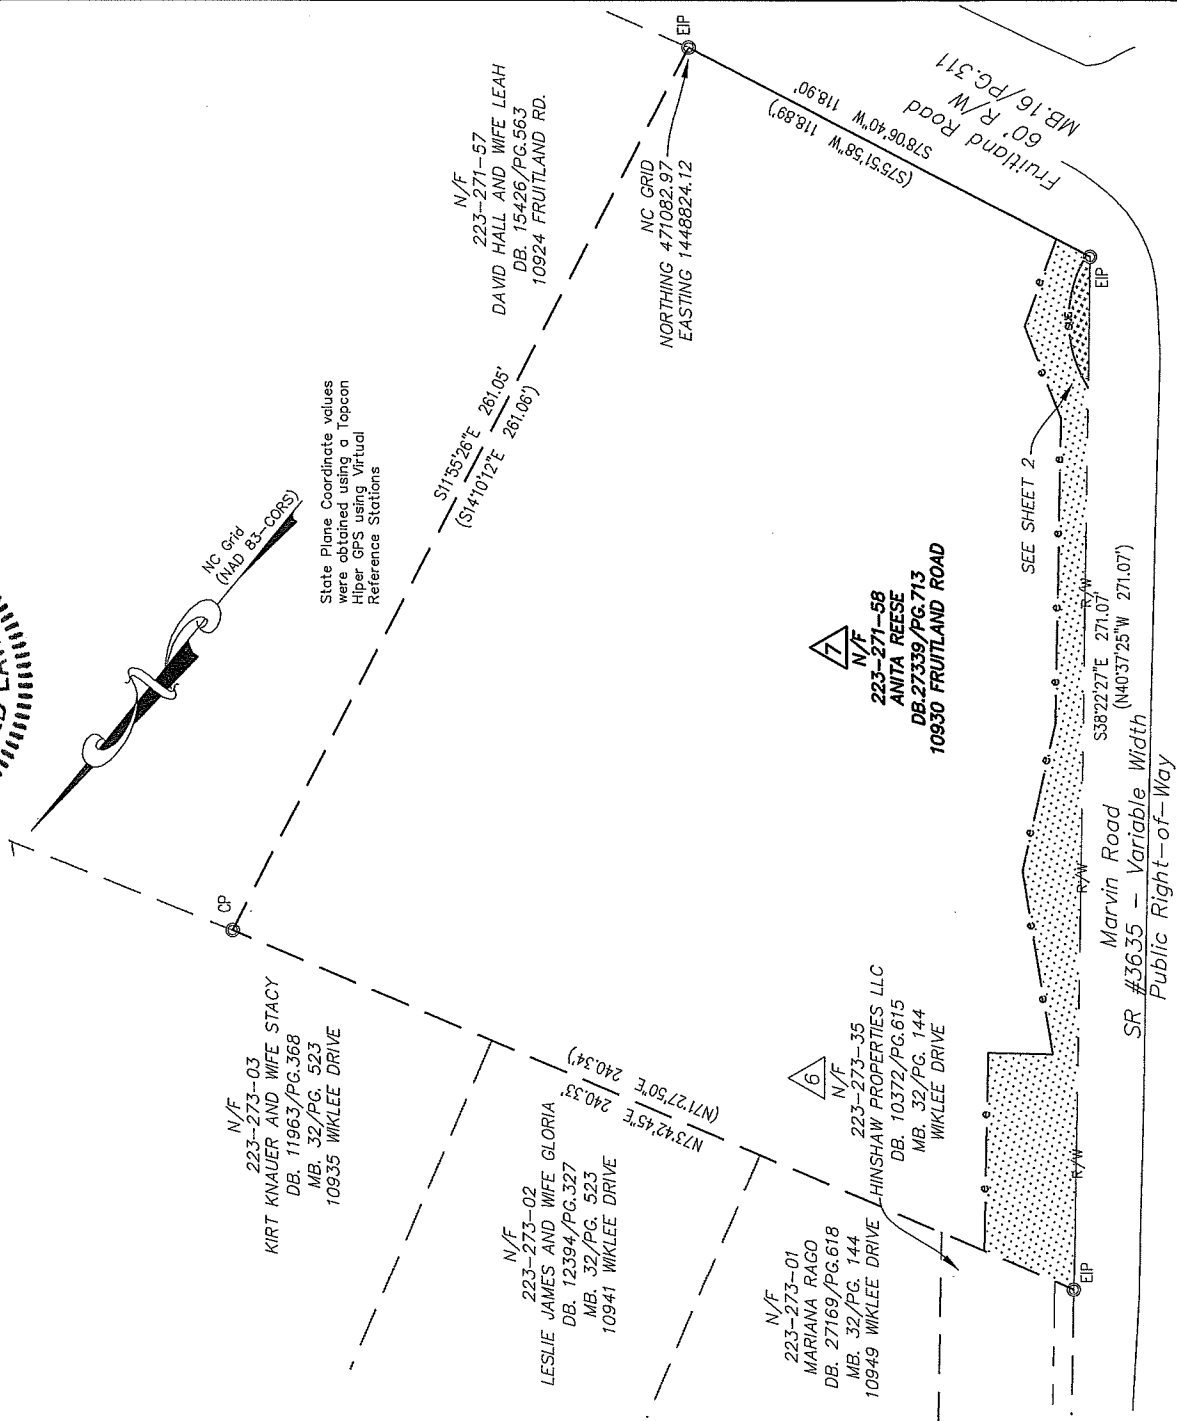 NC Grid
(NAD 83-CORS)
State Plane Coordinate values
were obtained using a Topcon
Hiper GPS using Virtual
Reference Stations
N/F
223-271-57
DAVID HALL AND WIFE LEAH
DB. 15426/PG.563
10924 FRUITLAND RD.
EIP
NC GRID
NORTHING 471082.97
EASTING 1448824.12
S78°06'40"W 118.90'
(S75°51'58"W 118.89')
Fruitland Road
60' R/W
MB.16/PG.311
S11°55'26"E 261.05'
(S14°10'12"E 261.06')
CP
N/F
223-273-03
KIRT KNAUER AND WIFE STACY
DB. 11963/PG.368
MB. 32/PG. 523
10935 WIKLEE DRIVE
N/F
223-273-02
LESLIE JAMES AND WIFE GLORIA
DB. 12394/PG.327
MB. 32/PG. 523
10941 WIKLEE DRIVE
(N71°27'50"E 240.34')
N73°42'45"E 240.33'
N/F
223-273-01
MARIANA RAGO
DB. 27169/PG.618
MB. 32/PG. 144
10949 WIKLEE DRIVE
6
N/F
223-273-35
HINSHAW PROPERTIES LLC
DB. 10372/PG.615
MB. 32/PG. 144
WIKLEE DRIVE
7
N/F
223-271-58
ANITA REESE
DB.27339/PG.713
10930 FRUITLAND ROAD
SEE SHEET 2
EIP
SUE
e
e
e
e
e
e
e
e
e
e
e
e
R/W
R/W
R/W
EIP
S38°22'27"E 271.07'
(N40°37'25"W 271.07')
Marvin Road
SR #3635 - Variable Width
Public Right-of-Way